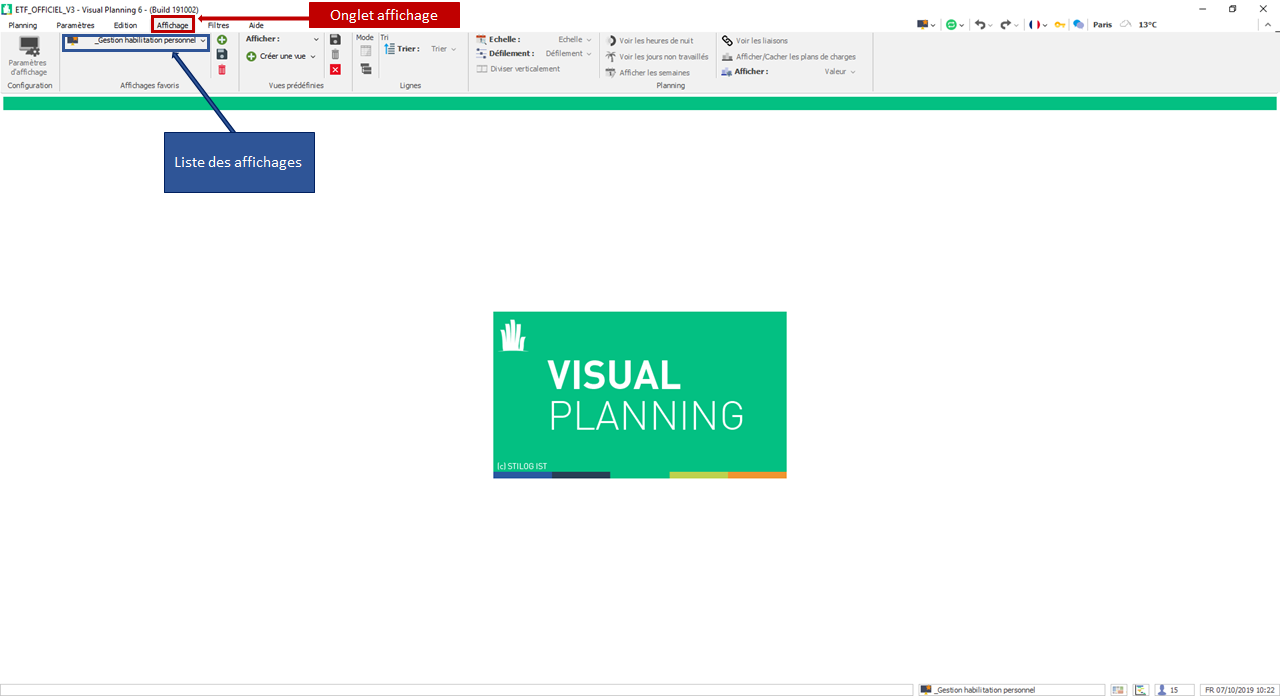 ETF_OFFICIEL_V3 - Visual Planning 6 - (Build 191002)
Onglet affichage
Planning Paramètres Edition Affichage Filtres Aide
Paris 13°C
_Gestion habilitation personnel
Paramètres
d'affichage
Configuration
Affichages favoris
Afficher :
Créer une vue
Vues prédéfinies
Mode
Tri
Trier : Trier
Lignes
Echelle : Echelle
Défilement : Défilement
Diviser verticalement
Voir les heures de nuit
Voir les jours non travaillés
Afficher les semaines
Voir les liaisons
Afficher/Cacher les plans de charges
Afficher : Valeur
Planning
Liste des affichages
VISUAL
PLANNING
(c) STILOG IST
_Gestion habilitation personnel
15
FR 07/10/2019 10:22